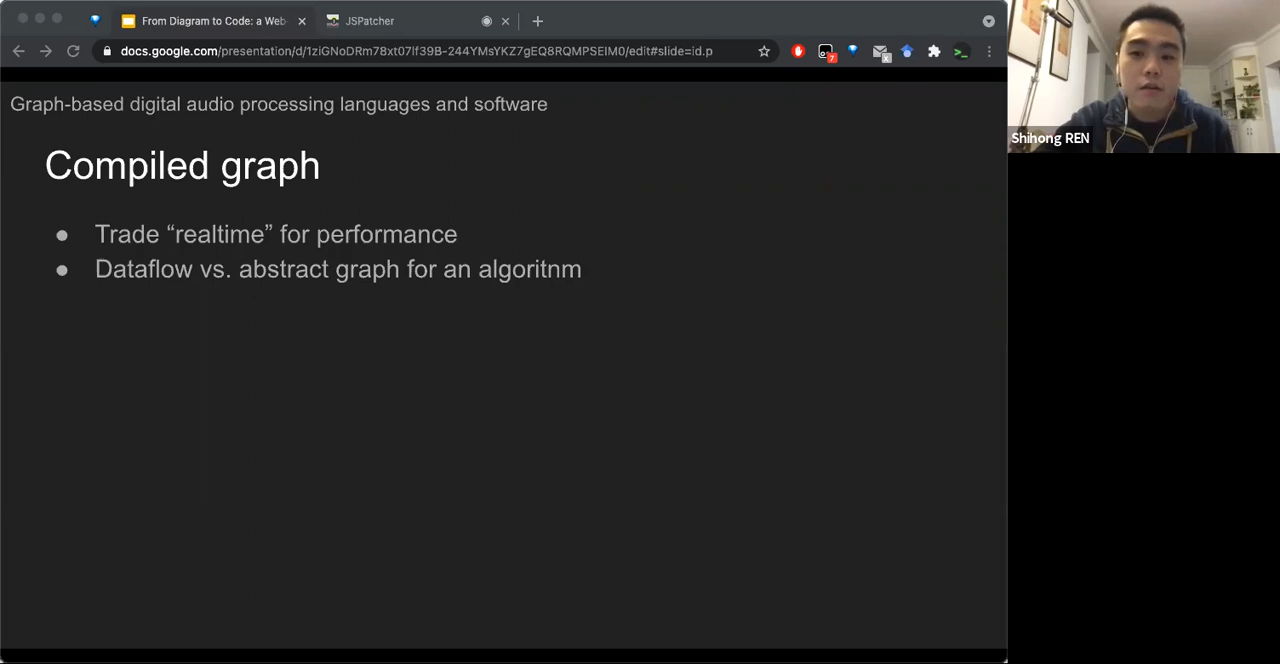 From Diagram to Code: a Web-
JSPatcher
docs.google.com/presentation/d/1ziGNoDRm78xt07lf39B-244YMsYKZ7gEQ8RQMPSEIM0/edit#slide=id.p
7
x
>_
Graph-based digital audio processing languages and software
Compiled graph
● Trade “realtime” for performance
● Dataflow vs. abstract graph for an algoritnm
Shihong REN